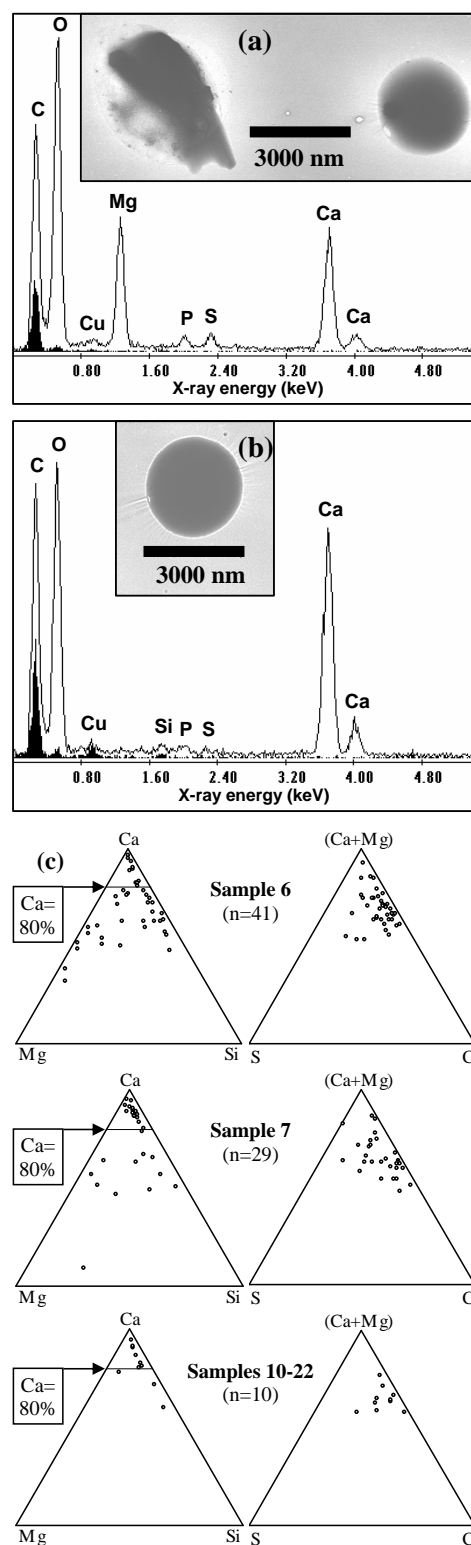 (a)
O
C
3000 nm
Mg
Ca
Cu
P
S
Ca
0.80 1.60 2.40 3.20 4.00 4.80
X-ray energy (keV)
(b)
C
O
3000 nm
Ca
Cu
Si
P
S
Ca
0.80 1.60 2.40 3.20 4.00 4.80
X-ray energy (keV)
(c)
Ca (Ca+Mg)
Ca=
80%
Sample 6
(n=41)
Mg Si S C
Ca (Ca+Mg)
Ca=
80%
Sample 7
(n=29)
Mg Si S C
Ca (Ca+Mg)
Ca=
80%
Samples 10-22
(n=10)
Mg Si S C